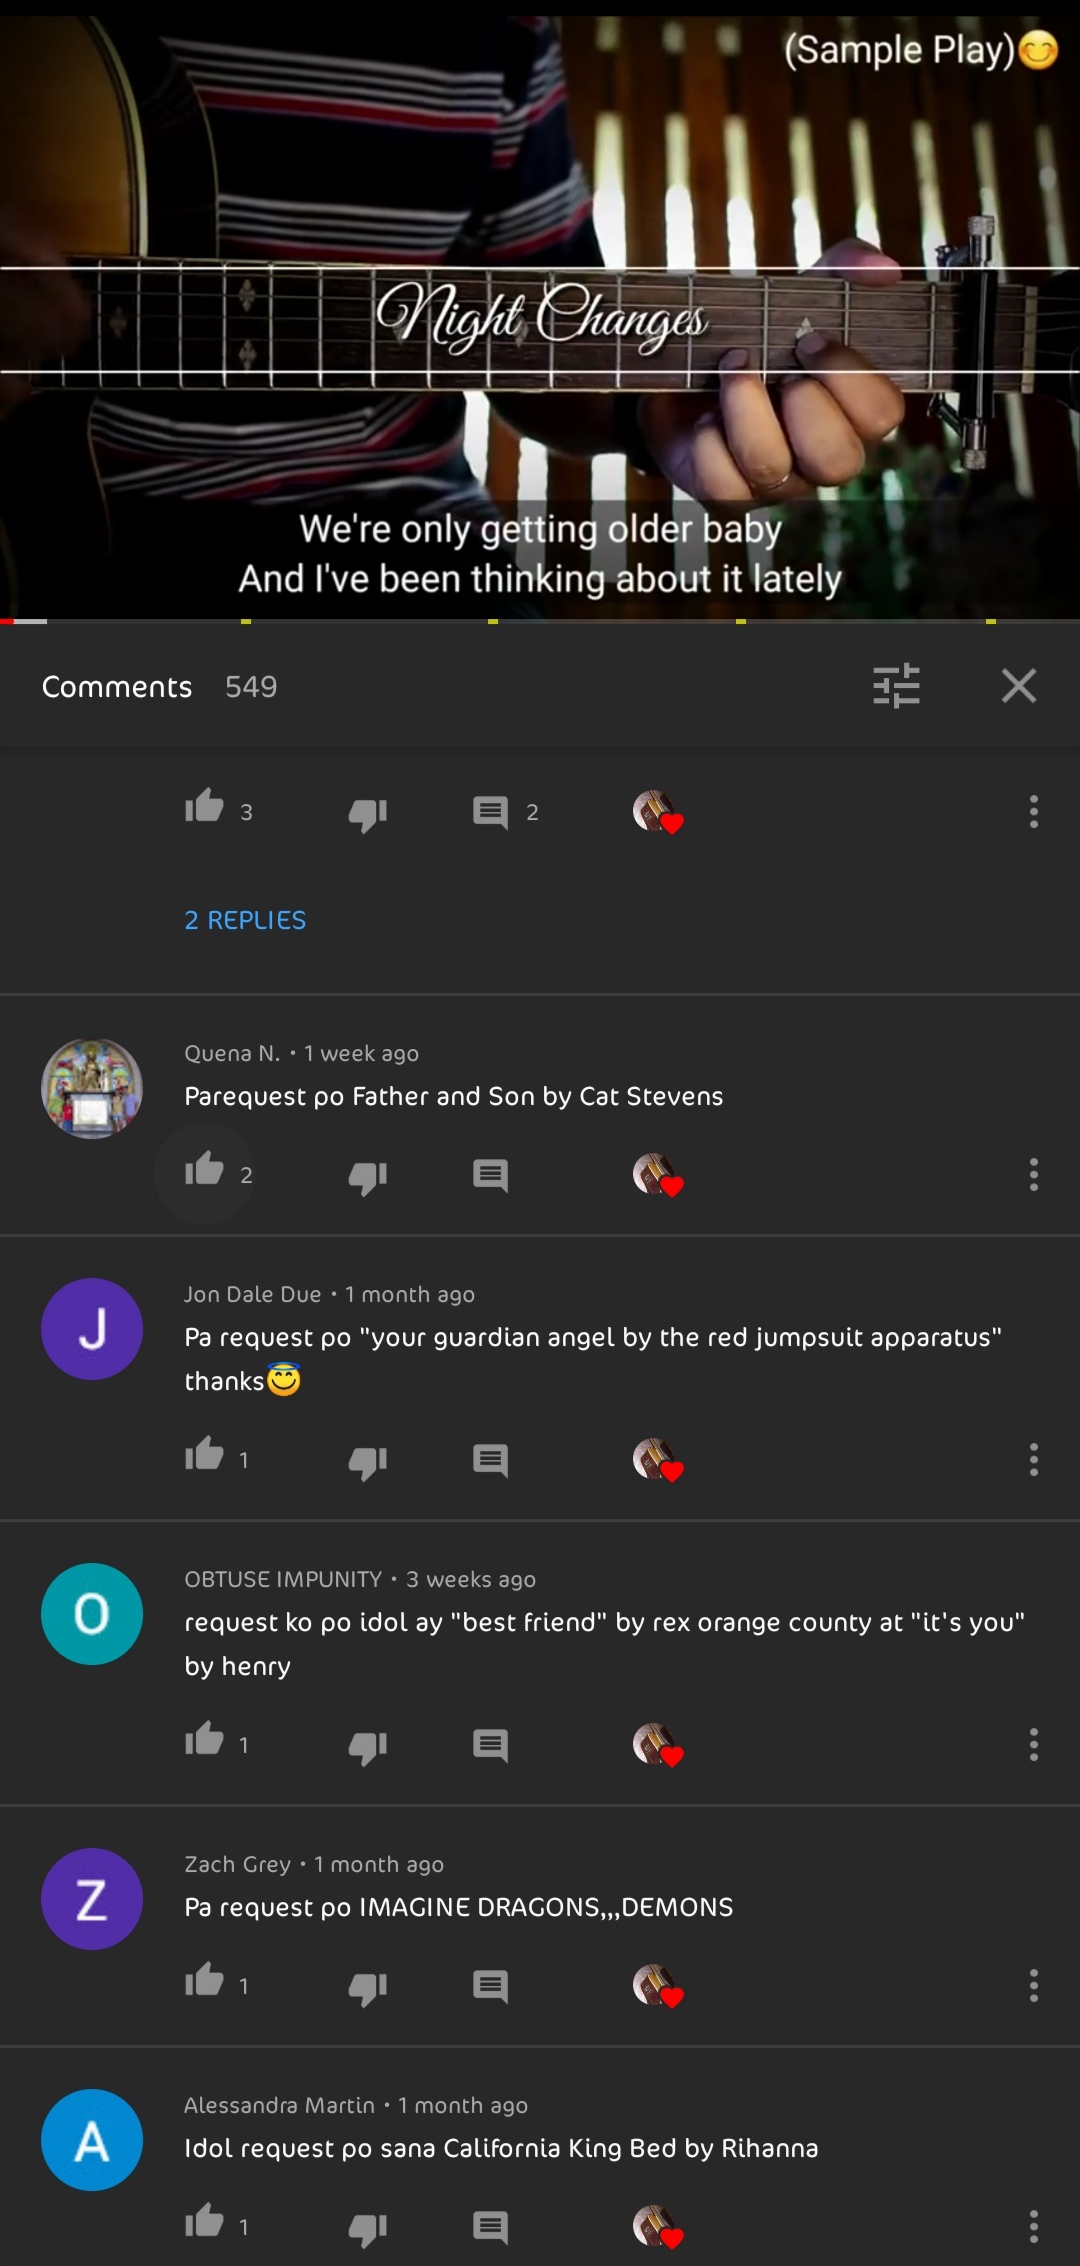 (Sample Play)😊
Night Changes
We're only getting older baby
And I've been thinking about it lately
Comments 549
3 2
2 REPLIES
Quena N. • 1 week ago
Parequest po Father and Son by Cat Stevens
2
J
Jon Dale Due • 1 month ago
Pa request po "your guardian angel by the red jumpsuit apparatus"
thanks😇
1
O
OBTUSE IMPUNITY • 3 weeks ago
request ko po idol ay "best friend" by rex orange county at "it's you"
by henry
1
Z
Zach Grey • 1 month ago
Pa request po IMAGINE DRAGONS,,,DEMONS
1
A
Alessandra Martin • 1 month ago
Idol request po sana California King Bed by Rihanna
1